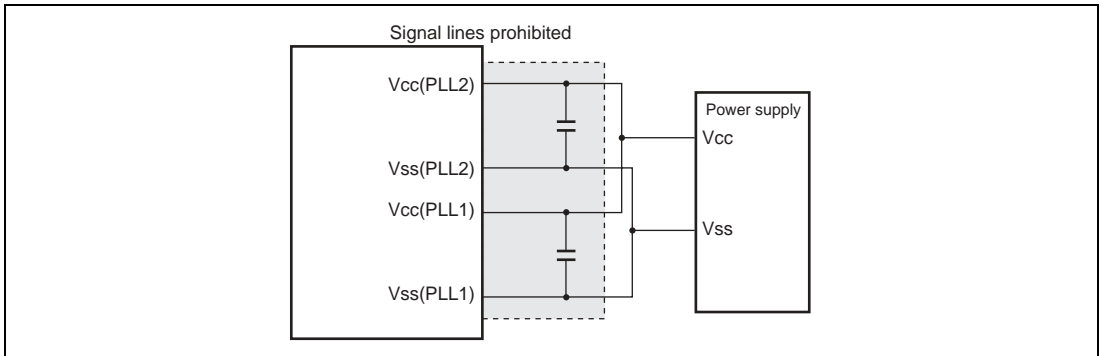 Signal lines prohibited
Vcc(PLL2)
Vss(PLL2)
Vcc(PLL1)
Vss(PLL1)
Power supply
Vcc
Vss